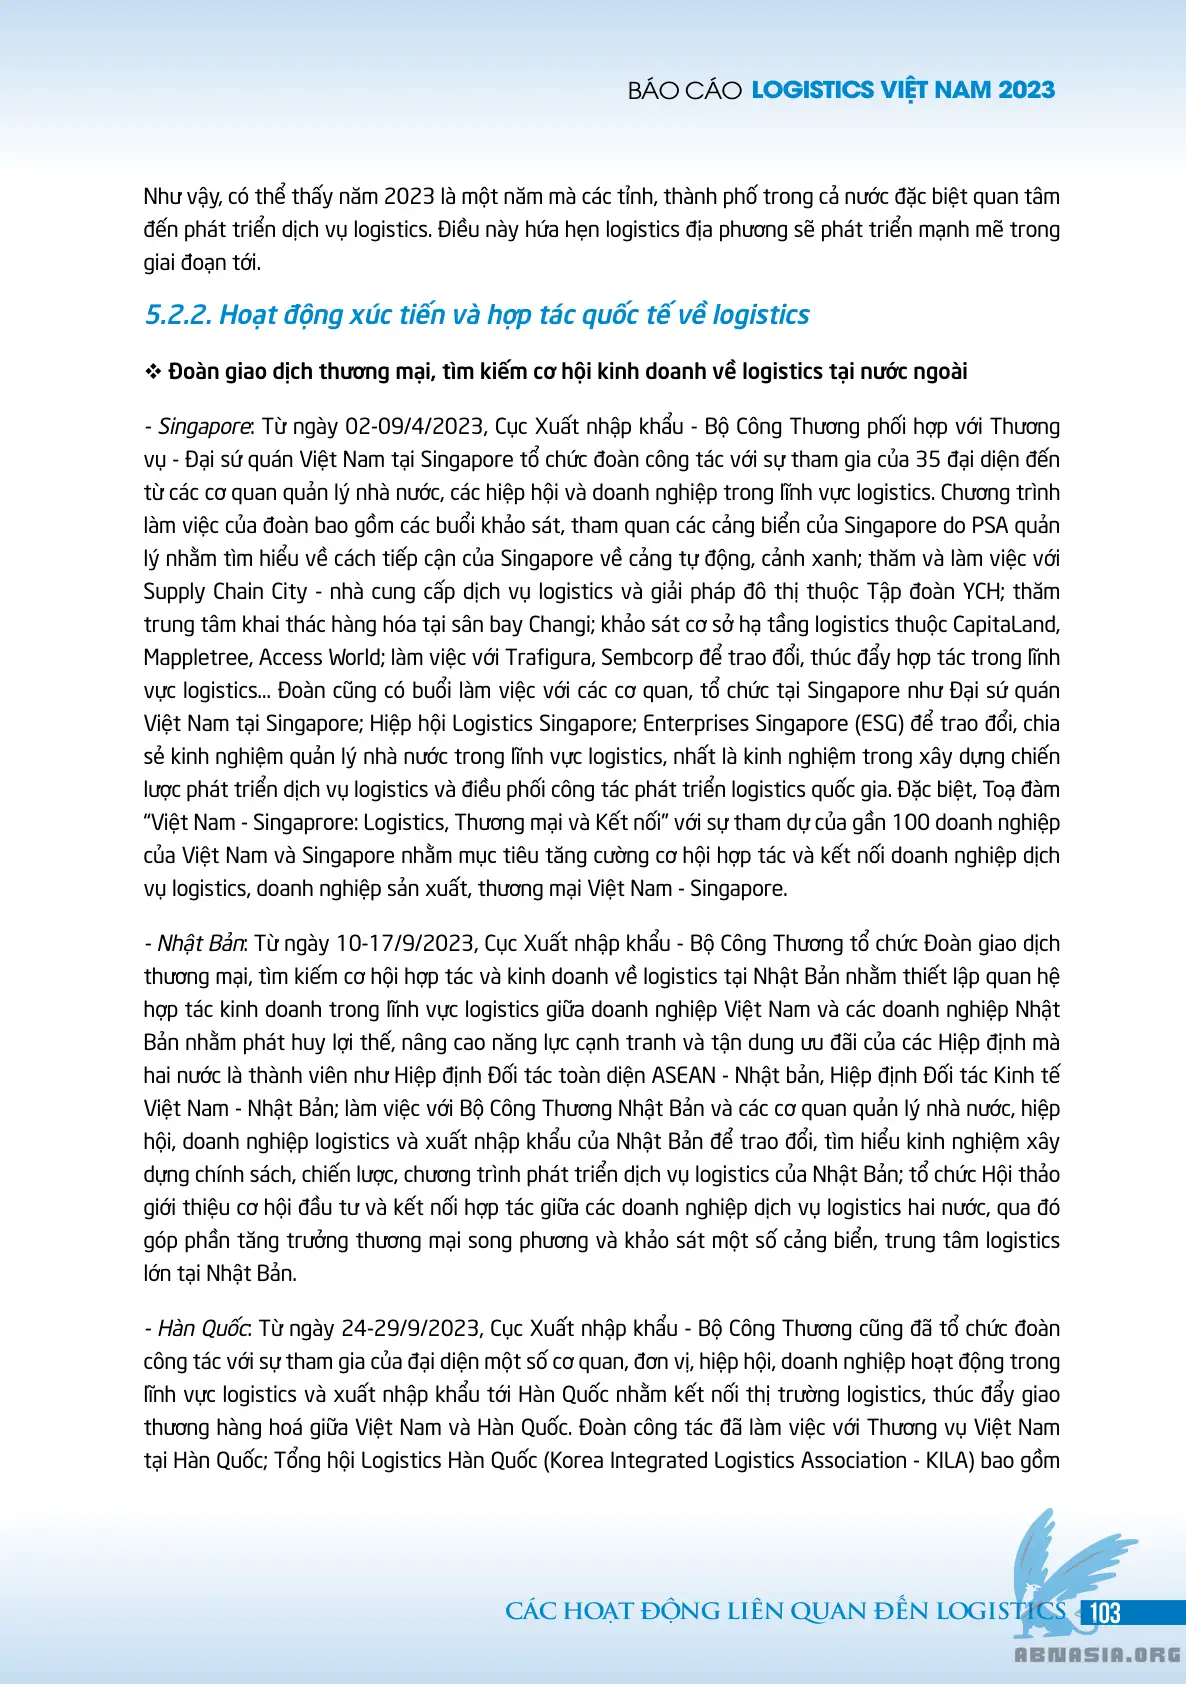 BÁO CÁO LOGISTICS VIỆT NAM 2023
Như vậy, có thể thấy năm 2023 là một năm mà các tỉnh, thành phố trong cả nước đặc biệt quan tâm
đến phát triển dịch vụ logistics. Điều này hứa hẹn logistics địa phương sẽ phát triển mạnh mẽ trong
giai đoạn tới.
5.2.2. Hoạt động xúc tiến và hợp tác quốc tế về logistics
❖ Đoàn giao dịch thương mại, tìm kiếm cơ hội kinh doanh về logistics tại nước ngoài
- Singapore: Từ ngày 02-09/4/2023, Cục Xuất nhập khẩu - Bộ Công Thương phối hợp với Thương
vụ - Đại sứ quán Việt Nam tại Singapore tổ chức đoàn công tác với sự tham gia của 35 đại diện đến
từ các cơ quan quản lý nhà nước, các hiệp hội và doanh nghiệp trong lĩnh vực logistics. Chương trình
làm việc của đoàn bao gồm các buổi khảo sát, tham quan các cảng biển của Singapore do PSA quản
lý nhằm tìm hiểu về cách tiếp cận của Singapore về cảng tự động, cảnh xanh; thăm và làm việc với
Supply Chain City - nhà cung cấp dịch vụ logistics và giải pháp đô thị thuộc Tập đoàn YCH; thăm
trung tâm khai thác hàng hóa tại sân bay Changi; khảo sát cơ sở hạ tầng logistics thuộc CapitaLand,
Mappletree, Access World; làm việc với Trafigura, Sembcorp để trao đổi, thúc đẩy hợp tác trong lĩnh
vực logistics... Đoàn cũng có buổi làm việc với các cơ quan, tổ chức tại Singapore như Đại sứ quán
Việt Nam tại Singapore; Hiệp hội Logistics Singapore; Enterprises Singapore (ESG) để trao đổi, chia
sẻ kinh nghiệm quản lý nhà nước trong lĩnh vực logistics, nhất là kinh nghiệm trong xây dựng chiến
lược phát triển dịch vụ logistics và điều phối công tác phát triển logistics quốc gia. Đặc biệt, Toạ đàm
“Việt Nam - Singaprore: Logistics, Thương mại và Kết nối” với sự tham dự của gần 100 doanh nghiệp
của Việt Nam và Singapore nhằm mục tiêu tăng cường cơ hội hợp tác và kết nối doanh nghiệp dịch
vụ logistics, doanh nghiệp sản xuất, thương mại Việt Nam - Singapore.
- Nhật Bản: Từ ngày 10-17/9/2023, Cục Xuất nhập khẩu - Bộ Công Thương tổ chức Đoàn giao dịch
thương mại, tìm kiếm cơ hội hợp tác và kinh doanh về logistics tại Nhật Bản nhằm thiết lập quan hệ
hợp tác kinh doanh trong lĩnh vực logistics giữa doanh nghiệp Việt Nam và các doanh nghiệp Nhật
Bản nhằm phát huy lợi thế, nâng cao năng lực cạnh tranh và tận dung ưu đãi của các Hiệp định mà
hai nước là thành viên như Hiệp định Đối tác toàn diện ASEAN - Nhật bản, Hiệp định Đối tác Kinh tế
Việt Nam - Nhật Bản; làm việc với Bộ Công Thương Nhật Bản và các cơ quan quản lý nhà nước, hiệp
hội, doanh nghiệp logistics và xuất nhập khẩu của Nhật Bản để trao đổi, tìm hiểu kinh nghiệm xây
dựng chính sách, chiến lược, chương trình phát triển dịch vụ logistics của Nhật Bản; tổ chức Hội thảo
giới thiệu cơ hội đầu tư và kết nối hợp tác giữa các doanh nghiệp dịch vụ logistics hai nước, qua đó
góp phần tăng trưởng thương mại song phương và khảo sát một số cảng biển, trung tâm logistics
lớn tại Nhật Bản.
- Hàn Quốc: Từ ngày 24-29/9/2023, Cục Xuất nhập khẩu - Bộ Công Thương cũng đã tổ chức đoàn
công tác với sự tham gia của đại diện một số cơ quan, đơn vị, hiệp hội, doanh nghiệp hoạt động trong
lĩnh vực logistics và xuất nhập khẩu tới Hàn Quốc nhằm kết nối thị trường logistics, thúc đẩy giao
thương hàng hoá giữa Việt Nam và Hàn Quốc. Đoàn công tác đã làm việc với Thương vụ Việt Nam
tại Hàn Quốc; Tổng hội Logistics Hàn Quốc (Korea Integrated Logistics Association - KILA) bao gồm
CÁC HOẠT ĐỘNG LIÊN QUAN ĐẾN LOGISTICS 103
ABNASIA.ORG